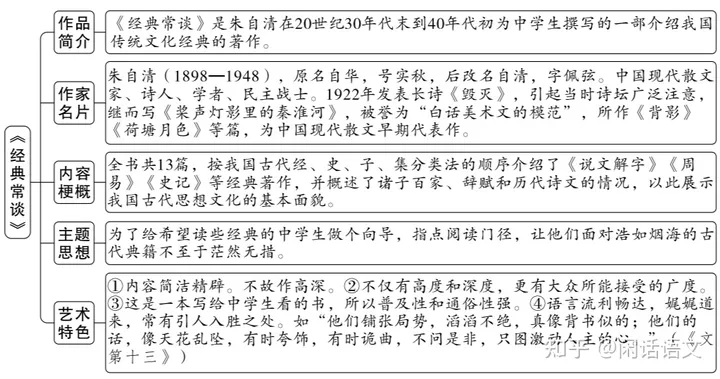 《经典常谈》
作品
简介
《经典常谈》是朱自清在20世纪30年代末到40年代初为中学生撰写的一部介绍我国
传统文化经典的著作。
作家
名片
朱自清（1898—1948），原名自华，号实秋，后改名自清，字佩弦。中国现代散文
家、诗人、学者、民主战士。1922年发表长诗《毁灭》，引起当时诗坛广泛注意，
继而写《桨声灯影里的秦淮河》，被誉为“白话美术文的模范”，所作《背影》
《荷塘月色》等篇，为中国现代散文早期代表作。
内容
梗概
全书共13篇，按我国古代经、史、子、集分类法的顺序介绍了《说文解字》《周
易》《史记》等经典著作，并概述了诸子百家、辞赋和历代诗文的情况，以此展示
我国古代思想文化的基本面貌。
主题
思想
为了给希望读些经典的中学生做个向导，指点阅读门径，让他们面对浩如烟海的古
代典籍不至于茫然无措。
艺术
特色
①内容简洁精辟。不故作高深。②不仅有高度和深度，更有大众所能接受的广度。
③这是一本写给中学生看的书，所以普及性和通俗性强。④语言流利畅达，娓娓道
来，常有引人入胜之处。如“他们铺张局势，滔滔不绝，真像背书似的；他们的
话，像天花乱坠，有时夸饰，有时诡曲，不问是非，只图激动人主的心。”（《文
第十三》）
知乎 @闲话语文